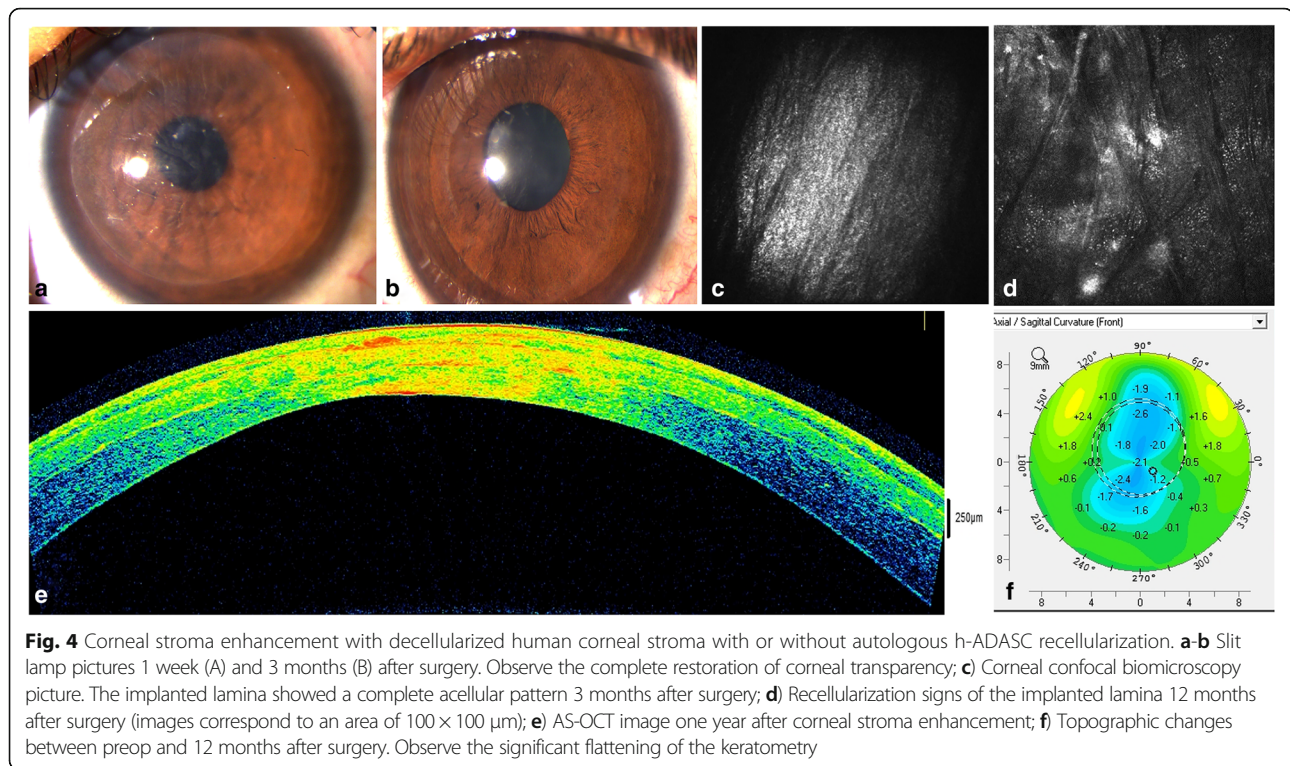 a
b
c
d
e
250µm
Axial / Sagittal Curvature (Front)
9mm
90°
120°
60°
150°
30°
180°
0°
210°
330°
240°
300°
270°
8
4
0
4
8
-1.9
+1.0
-1.1
+2.4
-2.6
+1.6
-0.1
+1.8
-1.8
-2.0
+1.8
+0.2
-2.1
-0.5
+0.6
-2.4
-1.2
+0.7
-1.7
-0.4
-0.1
-1.6
+0.3
-0.2
-0.1
-0.2
f
8 4 0 4 8
Fig. 4 Corneal stroma enhancement with decellularized human corneal stroma with or without autologous h-ADASC recellularization. a-b Slit
lamp pictures 1 week (A) and 3 months (B) after surgery. Observe the complete restoration of corneal transparency; c) Corneal confocal biomicroscopy
picture. The implanted lamina showed a complete acellular pattern 3 months after surgery; d) Recellularization signs of the implanted lamina 12 months
after surgery (images correspond to an area of 100 × 100 µm); e) AS-OCT image one year after corneal stroma enhancement; f) Topographic changes
between preop and 12 months after surgery. Observe the significant flattening of the keratometry